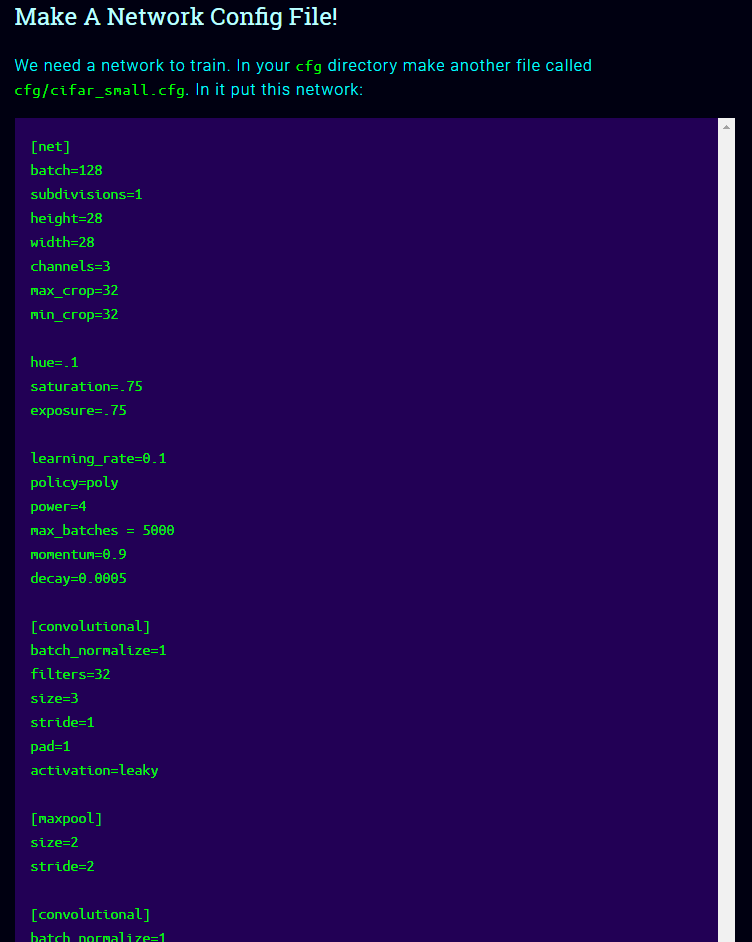 Make A Network Config File!
We need a network to train. In your cfg directory make another file called
cfg/cifar_small.cfg. In it put this network:
[net]
batch=128
subdivisions=1
height=28
width=28
channels=3
max_crop=32
min_crop=32
hue=.1
saturation=.75
exposure=.75
learning_rate=0.1
policy=poly
power=4
max_batches = 5000
momentum=0.9
decay=0.0005
[convolutional]
batch_normalize=1
filters=32
size=3
stride=1
pad=1
activation=leaky
[maxpool]
size=2
stride=2
[convolutional]
batch_normalize=1